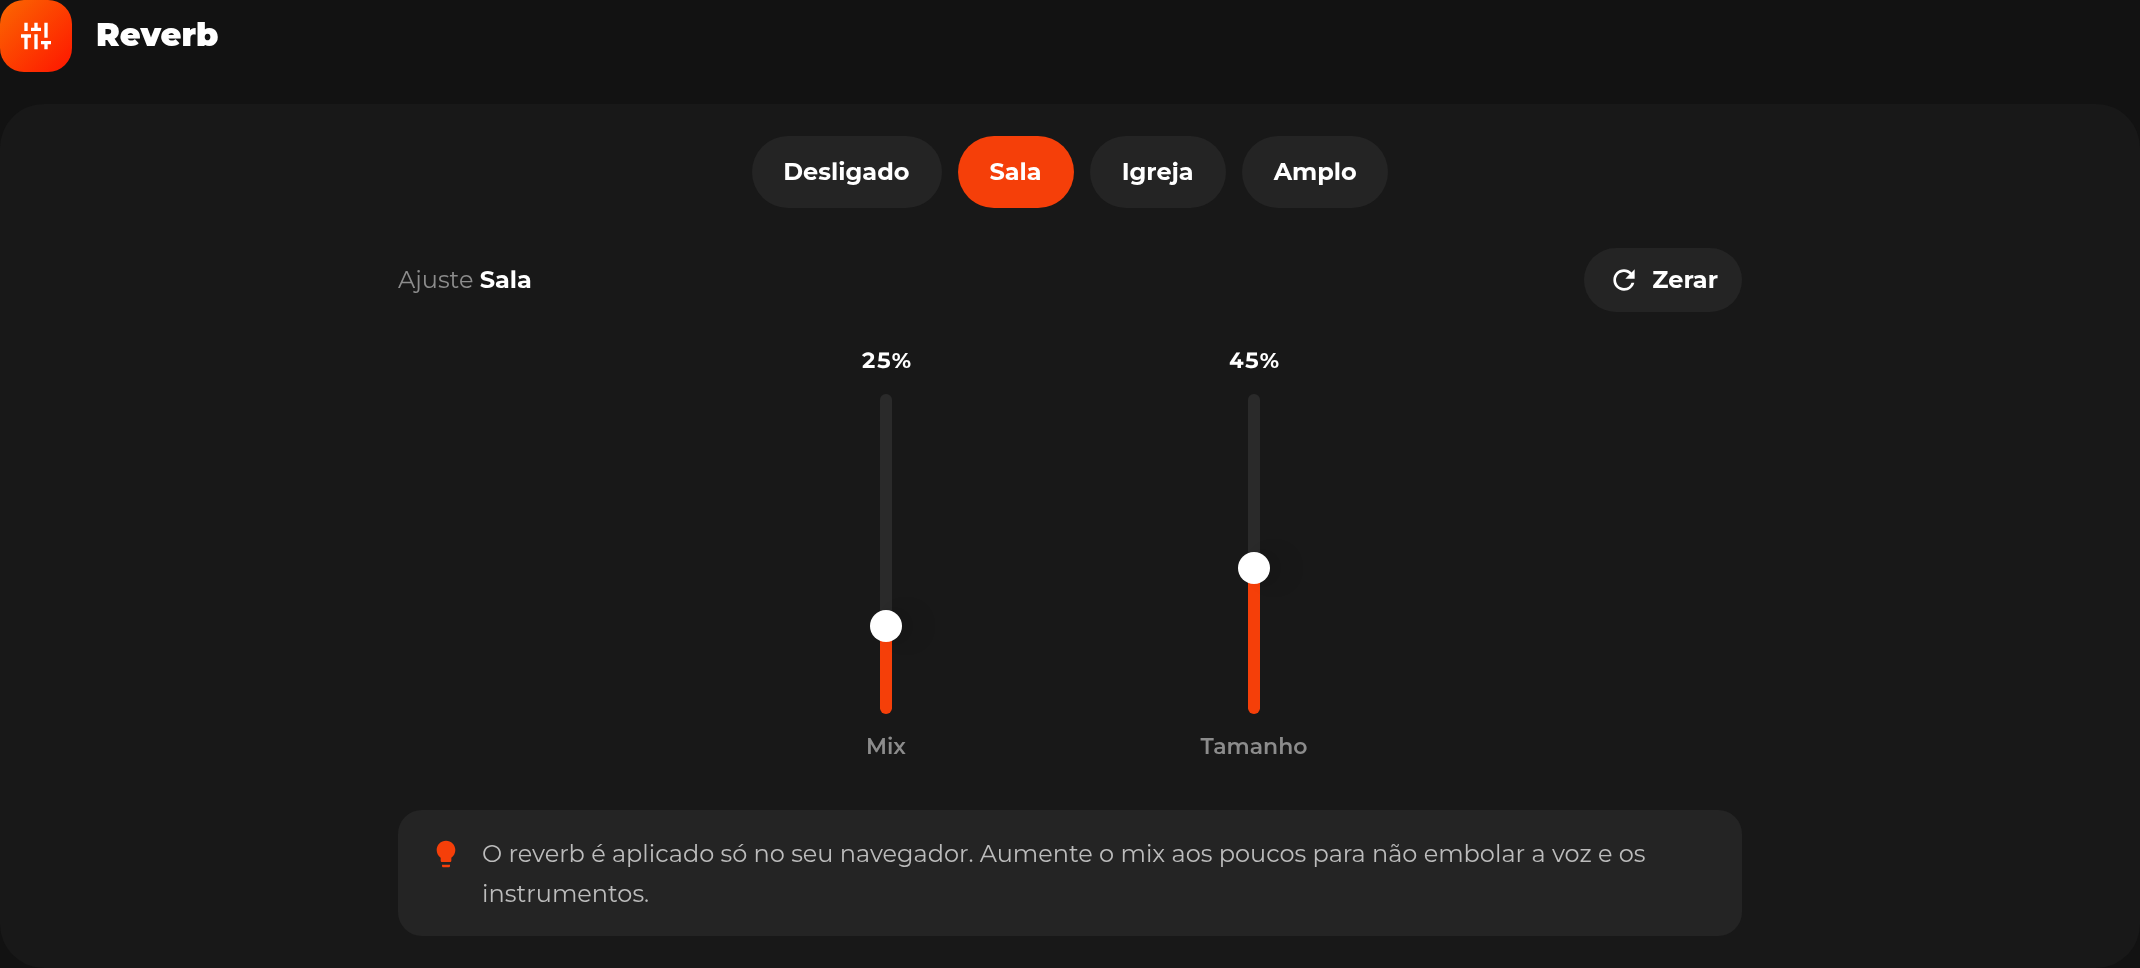 Reverb
Desligado Sala Igreja Amplo
Ajuste Sala
Zerar
25% 45%
Mix Tamanho
O reverb é aplicado só no seu navegador. Aumente o mix aos poucos para não embolar a voz e os
instrumentos.